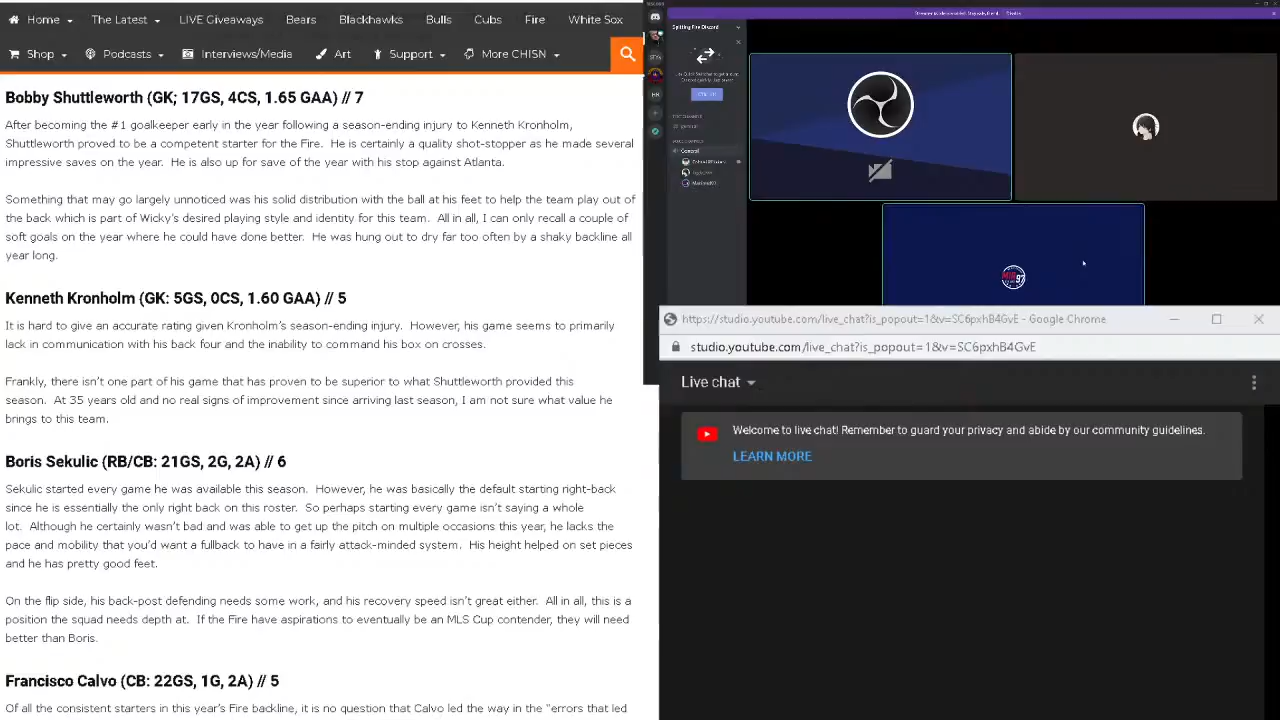 Home
The Latest
LIVE Giveaways
Bears
Blackhawks
Bulls
Cubs
Fire
White Sox
Shop
Podcasts
Interviews/Media
Art
Support
More CHISN
Bobby Shuttleworth (GK; 17GS, 4CS, 1.65 GAA) // 7
After becoming the #1 goalkeeper early in the year following a season-ending injury to Kenneth Kronholm,
Shuttleworth proved to be a competent starter for the Fire. He is certainly a quality shot-stopper as he made several
impressive saves on the year. He is also up for save of the year with his stop against Atlanta.
Something that may go largely unnoticed was his solid distribution with the ball at his feet to help the team play out of
the back which is part of Wicky's desired playing style and identity for this team. All in all, I can only recall a couple of
soft goals on the year where he could have done better. He was hung out to dry far too often by a shaky backline all
year long.
Kenneth Kronholm (GK: 5GS, 0CS, 1.60 GAA) // 5
It is hard to give an accurate rating given Kronholm's season-ending injury. However, his game seems to primarily
lack in communication with his back four and the inability to command his box on crosses.
Frankly, there isn't one part of his game that has proven to be superior to what Shuttleworth provided this
season. At 35 years old and no real signs of improvement since arriving last season, I am not sure what value he
brings to this team.
Boris Sekulic (RB/CB: 21GS, 2G, 2A) // 6
Sekulic started every game he was available this season. However, he was basically the default starting right-back
since he is essentially the only right back on this roster. So perhaps starting every game isn't saying a whole
lot. Although he certainly wasn't bad and was able to get up the pitch on multiple occasions this year, he lacks the
pace and mobility that you'd want a fullback to have in a fairly attack-minded system. His height helped on set pieces
and he has pretty good feet.
On the flip side, his back-post defending needs some work, and his recovery speed isn't great either. All in all, this is a
position the squad needs depth at. If the Fire have aspirations to eventually be an MLS Cup contender, they will need
better than Boris.
Francisco Calvo (CB: 22GS, 1G, 2A) // 5
Of all the consistent starters in this year's Fire backline, it is no question that Calvo led the way in the "errors that led
Spitting Fire Discord
General
MIR97
https://studio.youtube.com/live_chat?is_popout=1&v=SC6pxhB4GvE - Google Chrome
studio.youtube.com/live_chat?is_popout=1&v=SC6pxhB4GvE
Live chat
Welcome to live chat! Remember to guard your privacy and abide by our community guidelines.
LEARN MORE